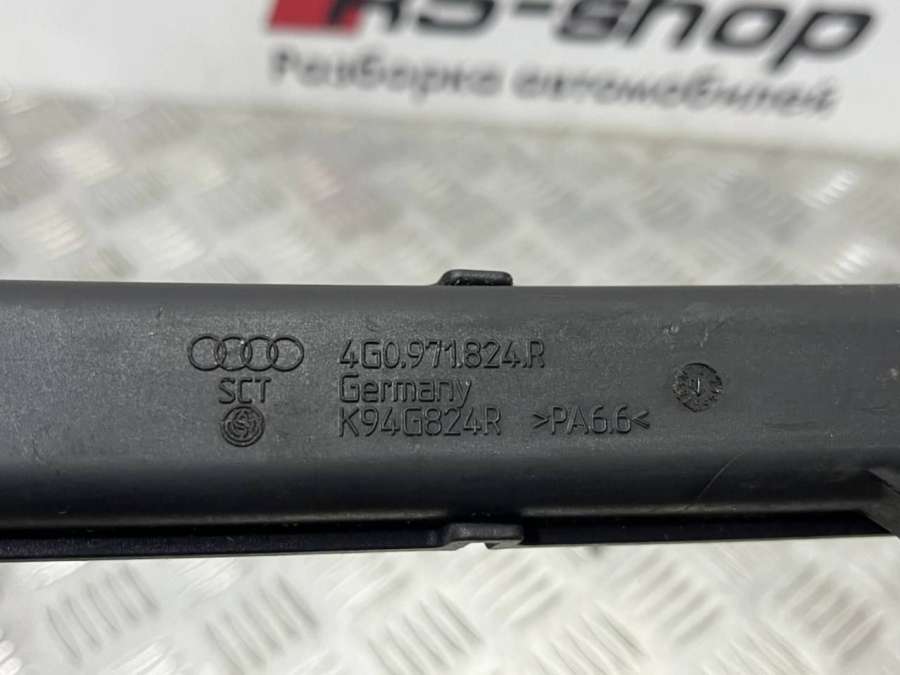 RS-shop
Разборка автомобилей
4G0.971.824.R
SCT
Germany
K94G824R >PA6.6<